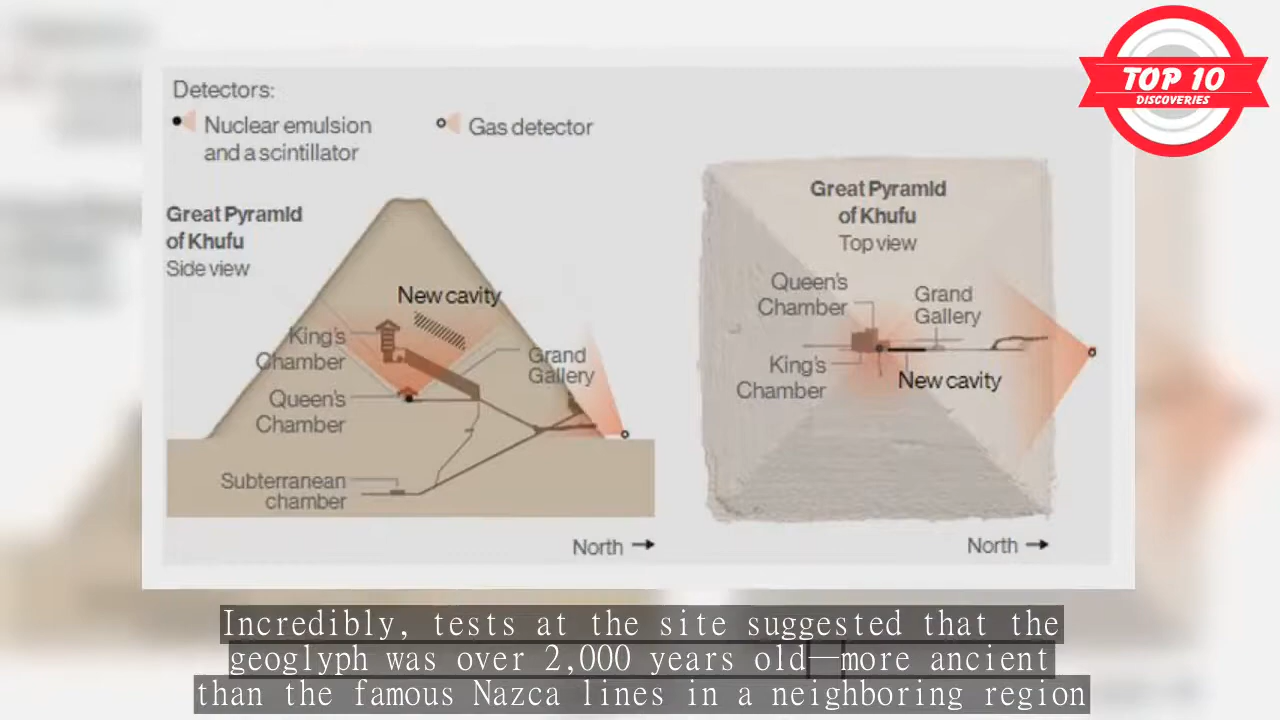 TOP 10
DISCOVERIES
Detectors:
Nuclear emulsion
and a scintillator
Gas detector
Great Pyramid
of Khufu
Side view
New cavity
King's
Chamber
Grand
Gallery
Queen's
Chamber
Subterranean
chamber
North
Great Pyramid
of Khufu
Top view
Queen's
Chamber
Grand
Gallery
King's
Chamber
New cavity
North
Incredibly, tests at the site suggested that the
geoglyph was over 2,000 years old—more ancient
than the famous Nazca lines in a neighboring region